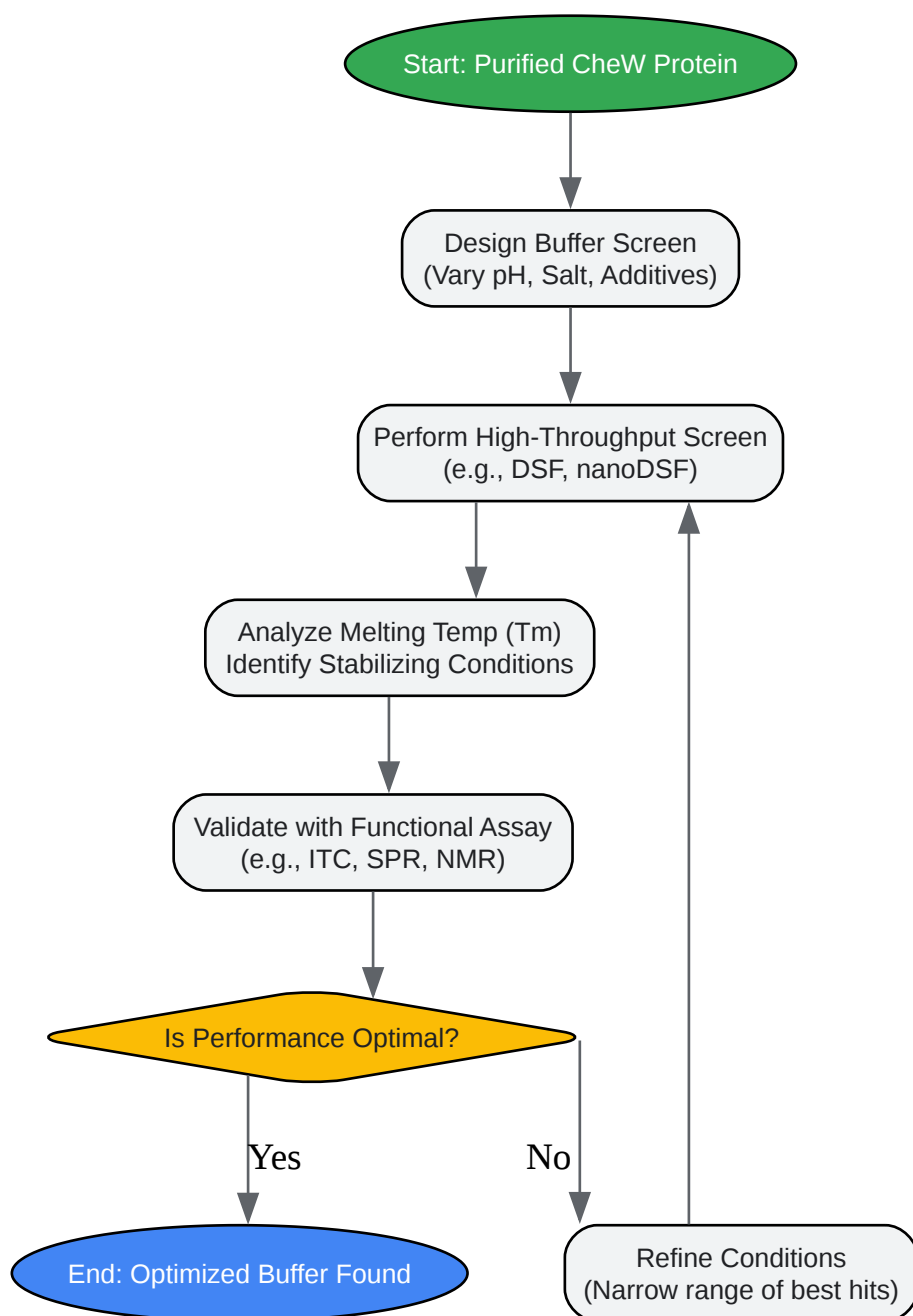 Start: Purified CheW Protein
Design Buffer Screen
(Vary pH, Salt, Additives)
Perform High-Throughput Screen
(e.g., DSF, nanoDSF)
Analyze Melting Temp (Tm)
Identify Stabilizing Conditions
Validate with Functional Assay
(e.g., ITC, SPR, NMR)
Is Performance Optimal?
Yes
No
End: Optimized Buffer Found
Refine Conditions
(Narrow range of best hits)